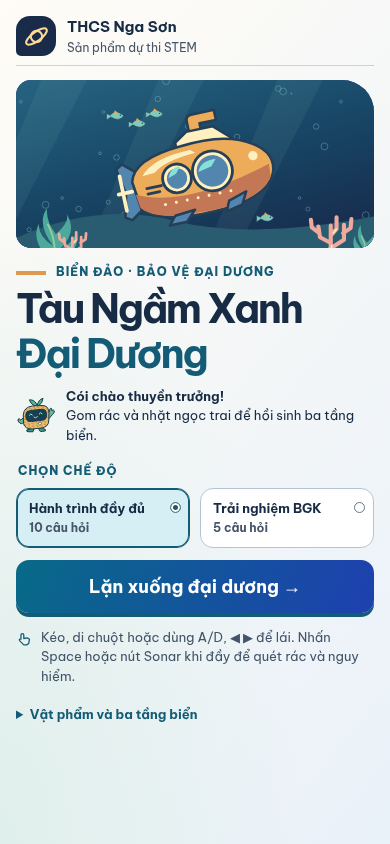 THCS Nga Sơn
Sản phẩm dự thi STEM
BIỂN ĐẢO · BẢO VỆ ĐẠI DƯƠNG
Tàu Ngầm Xanh
Đại Dương
Cói chào thuyền trưởng!
Gom rác và nhặt ngọc trai để hồi sinh ba tầng
biển.
CHỌN CHẾ ĐỘ
Hành trình đầy đủ
10 câu hỏi
Trải nghiệm BGK
5 câu hỏi
Lặn xuống đại dương →
Kéo, di chuột hoặc dùng A/D, ◀ ▶ để lái. Nhấn
Space hoặc nút Sonar khi đầy để quét rác và nguy
hiểm.
▶ Vật phẩm và ba tầng biển